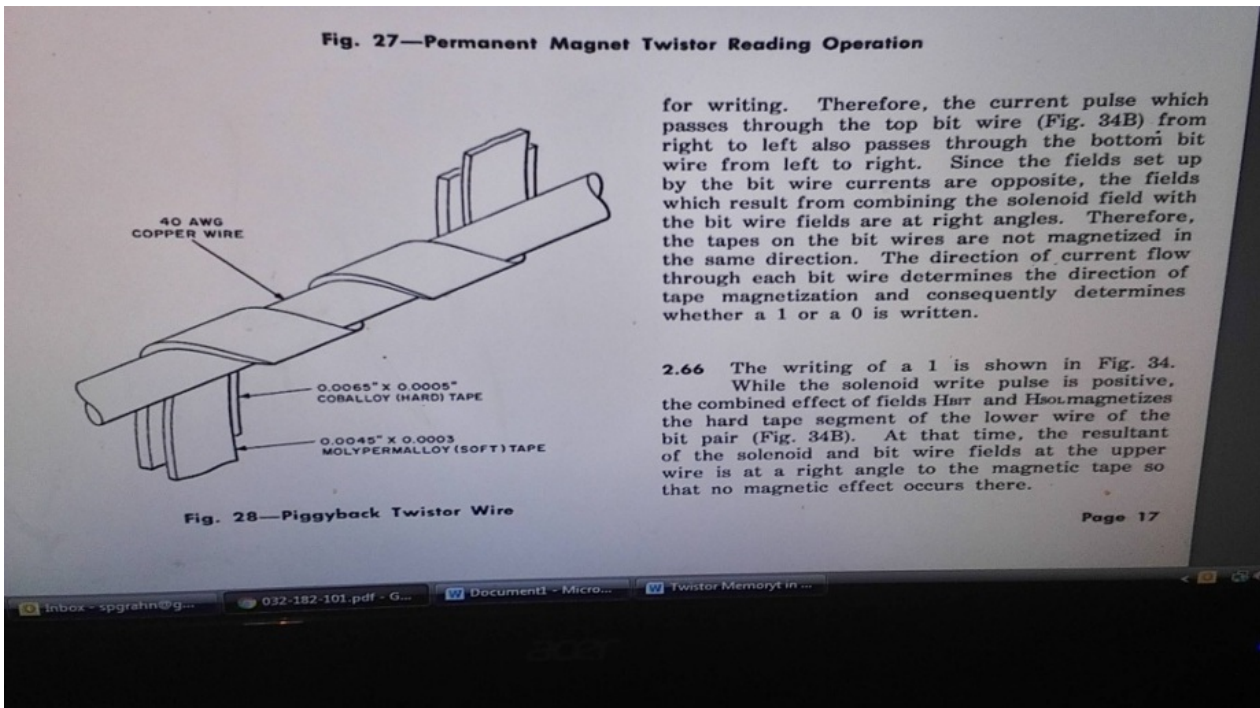 Fig. 27—Permanent Magnet Twistor Reading Operation
40 AWG
COPPER WIRE
0.0065" X 0.0005"
COBALLOY (HARD) TAPE
0.0045" X 0.0003
MOLYPERMALLOY (SOFT) TAPE
Fig. 28—Piggyback Twistor Wire
for writing. Therefore, the current pulse which
passes through the top bit wire (Fig. 34B) from
right to left also passes through the bottom bit
wire from left to right. Since the fields set up
by the bit wire currents are opposite, the fields
which result from combining the solenoid field with
the bit wire fields are at right angles. Therefore,
the tapes on the bit wires are not magnetized in
the same direction. The direction of current flow
through each bit wire determines the direction of
tape magnetization and consequently determines
whether a 1 or a 0 is written.
2.66 The writing of a 1 is shown in Fig. 34.
While the solenoid write pulse is positive,
the combined effect of fields HBIT and HSOL magnetizes
the hard tape segment of the lower wire of the
bit pair (Fig. 34B). At that time, the resultant
of the solenoid and bit wire fields at the upper
wire is at a right angle to the magnetic tape so
that no magnetic effect occurs there.
Page 17
Inbox - spgrahn@g...
032-182-101.pdf - G...
Document1 - Micro...
Twistor Memoryt in ...
acer